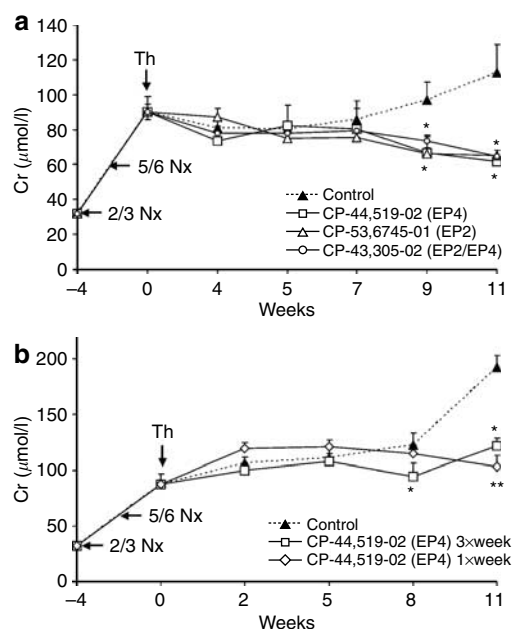 a
140
120
100
80
60
40
20
0
Cr (μmol/l)
Th
5/6 Nx
2/3 Nx
*
*
*
*
Control
CP-44,519-02 (EP4)
CP-53,6745-01 (EP2)
CP-43,305-02 (EP2/EP4)
–4 0 4 5 7 9 11
Weeks
b
200
150
100
50
0
Cr (μmol/l)
Th
5/6 Nx
2/3 Nx
*
*
**
Control
CP-44,519-02 (EP4) 3×week
CP-44,519-02 (EP4) 1×week
–4 0 2 5 8 11
Weeks